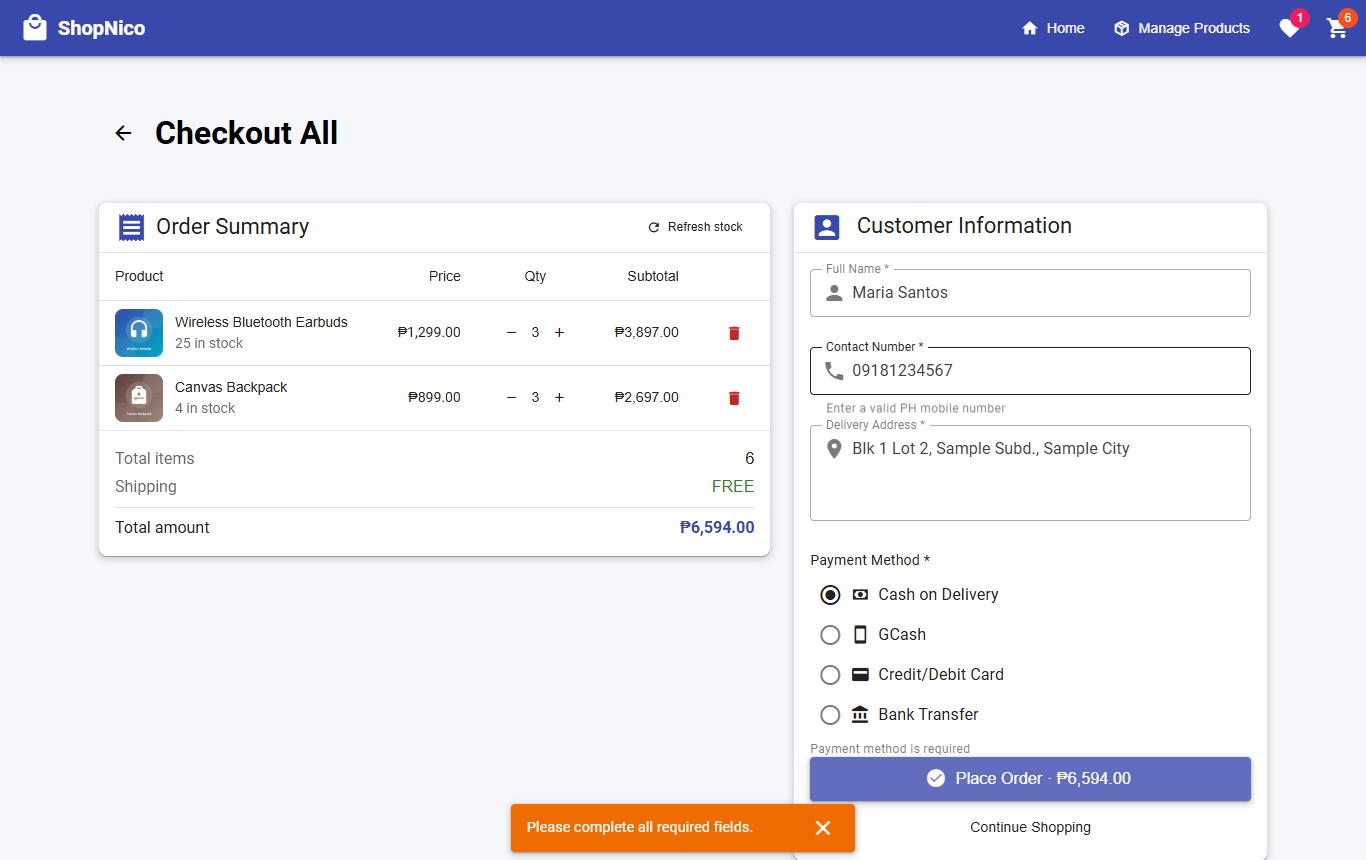 ShopNico
Home
Manage Products
1
6
Checkout All
Order Summary
Refresh stock
Product Price Qty Subtotal
Wireless Bluetooth Earbuds
25 in stock
₱1,299.00 − 3 + ₱3,897.00
Canvas Backpack
4 in stock
₱899.00 − 3 + ₱2,697.00
Total items 6
Shipping FREE
Total amount ₱6,594.00
Customer Information
Full Name *
Maria Santos
Contact Number *
09181234567
Enter a valid PH mobile number
Delivery Address *
Blk 1 Lot 2, Sample Subd., Sample City
Payment Method *
Cash on Delivery
GCash
Credit/Debit Card
Bank Transfer
Payment method is required
Place Order · ₱6,594.00
Continue Shopping
Please complete all required fields.